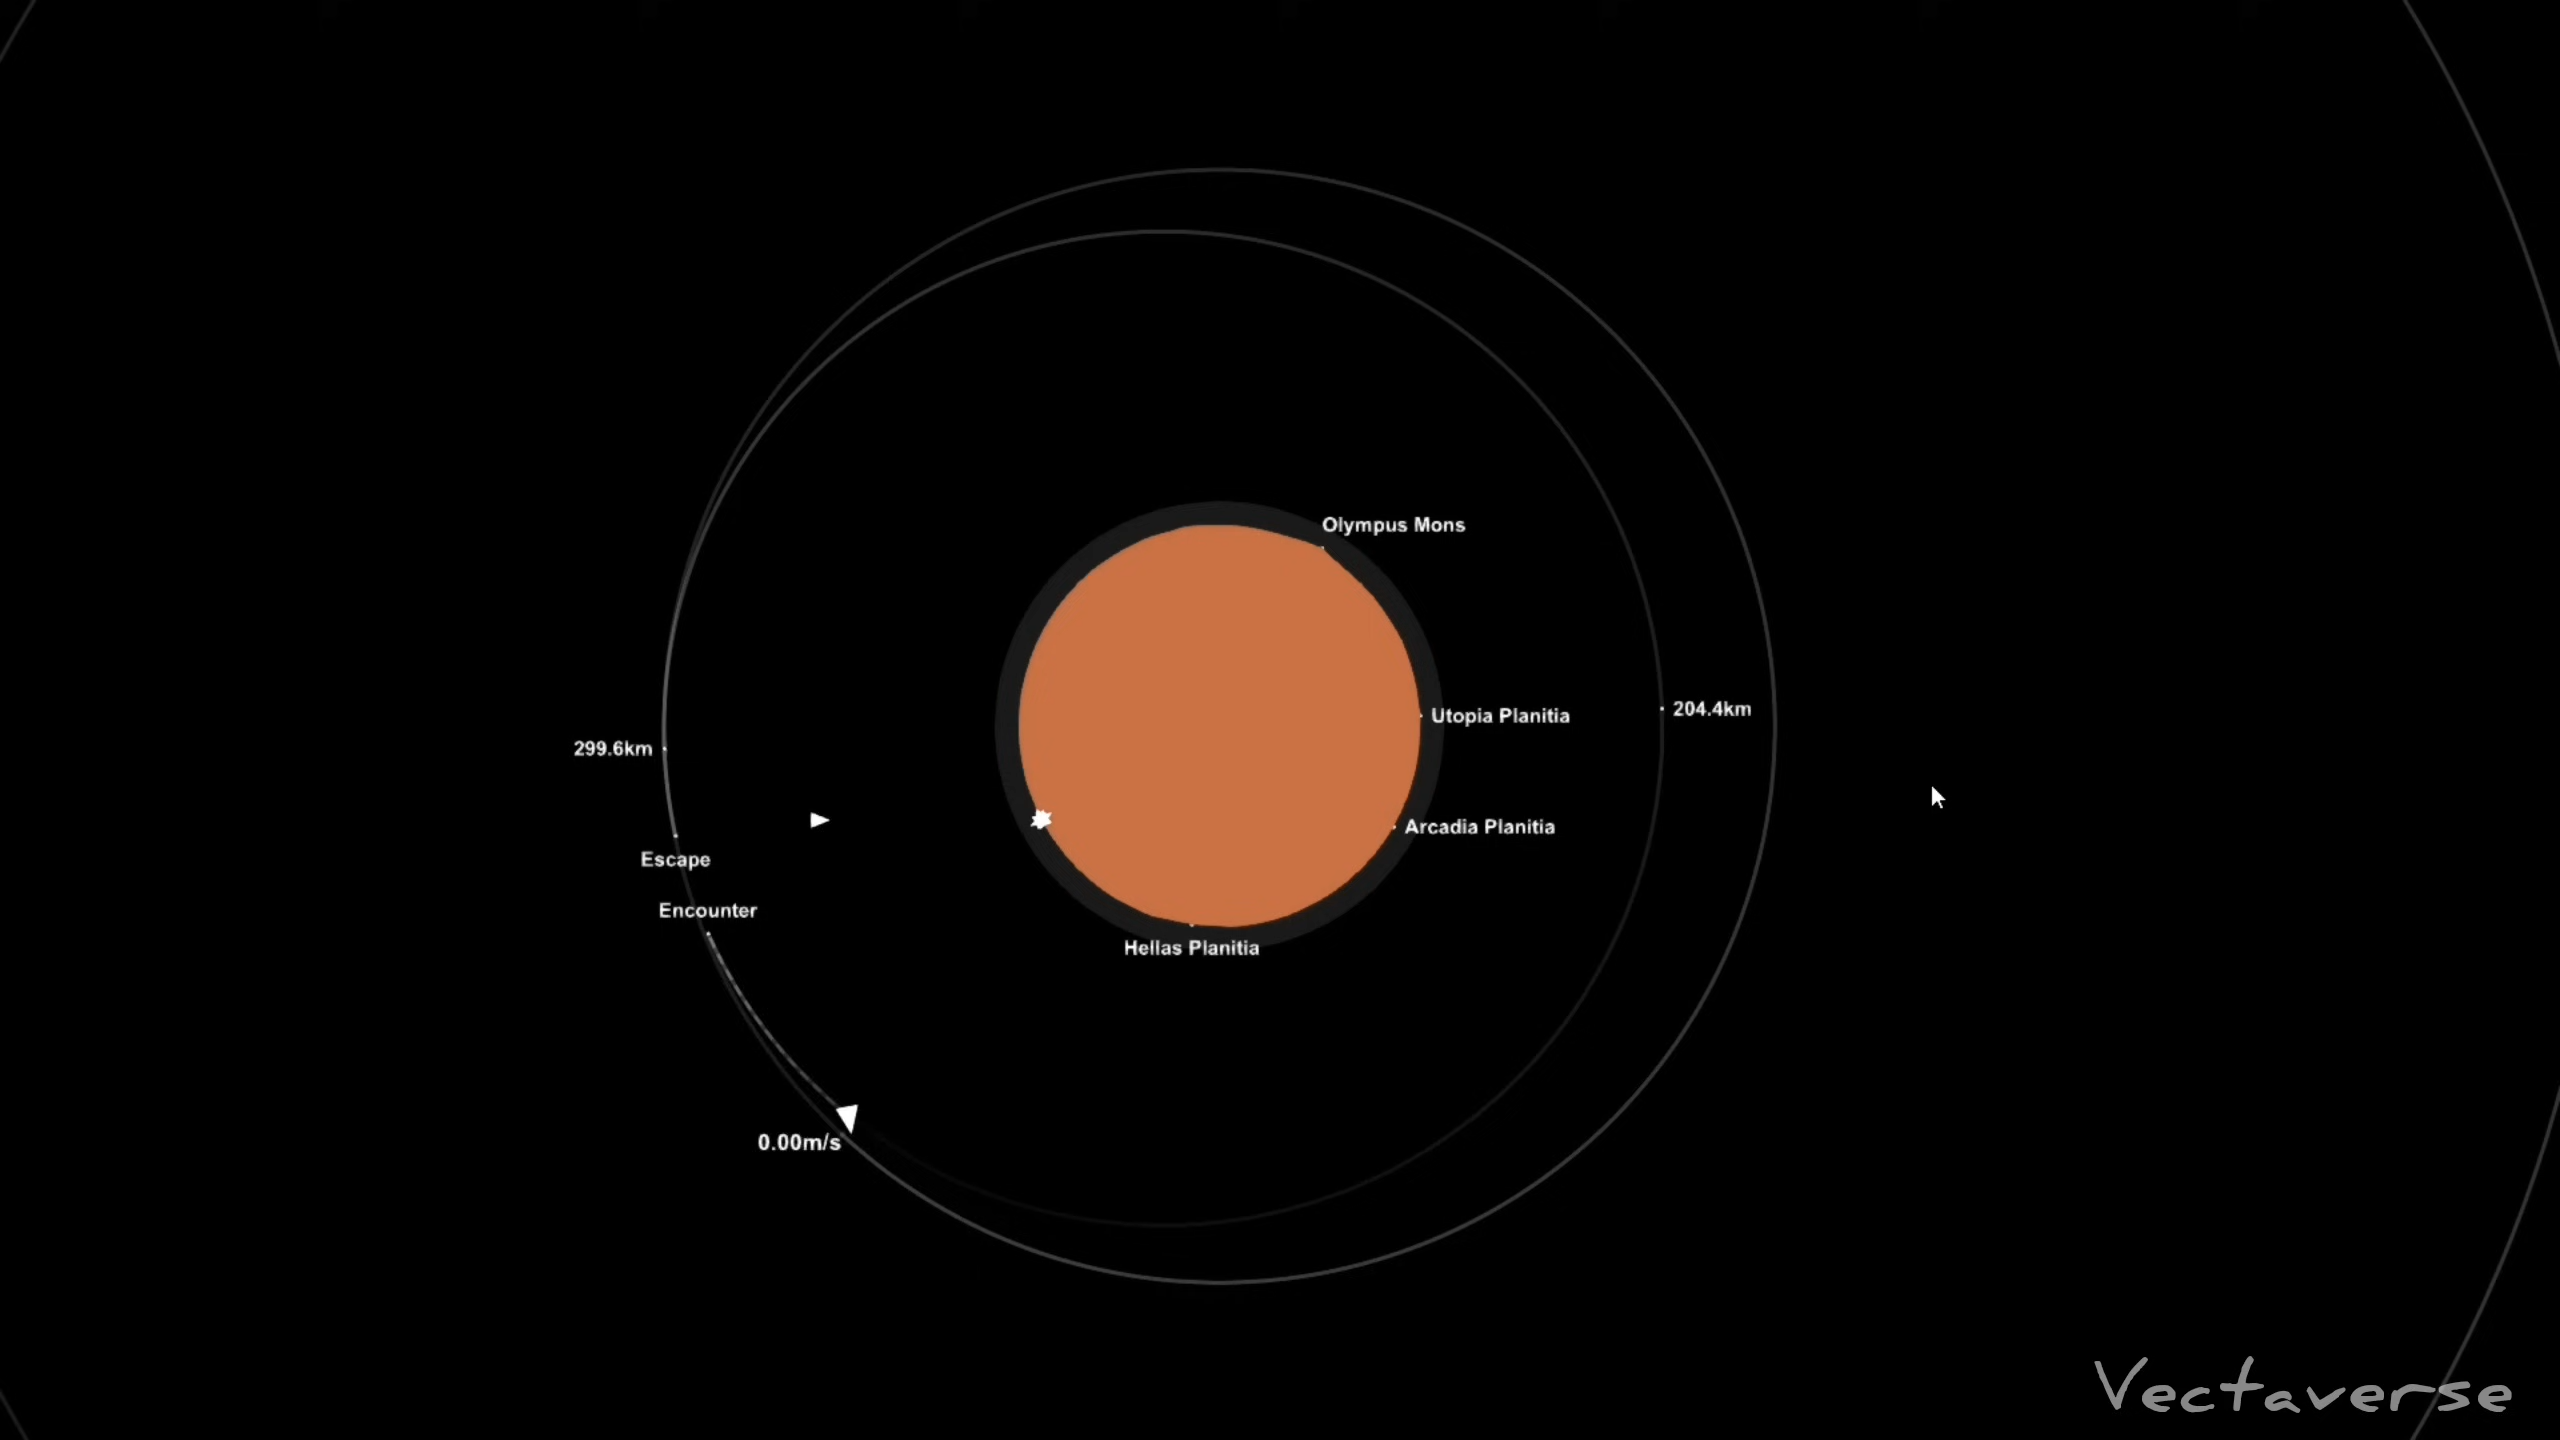 Olympus Mons
204.4km
Utopia Planitia
299.6km
Arcadia Planitia
Escape
Encounter
Hellas Planitia
0.00m/s
Vectaverse